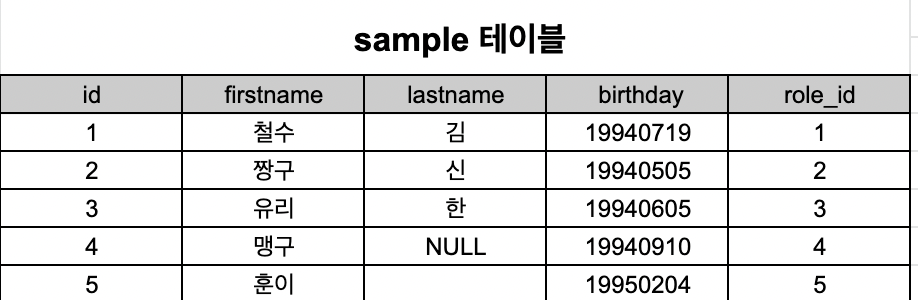 sample 테이블
id firstname lastname birthday role_id
1 철수 김 19940719 1
2 짱구 신 19940505 2
3 유리 한 19940605 3
4 맹구 NULL 19940910 4
5 훈이 19950204 5